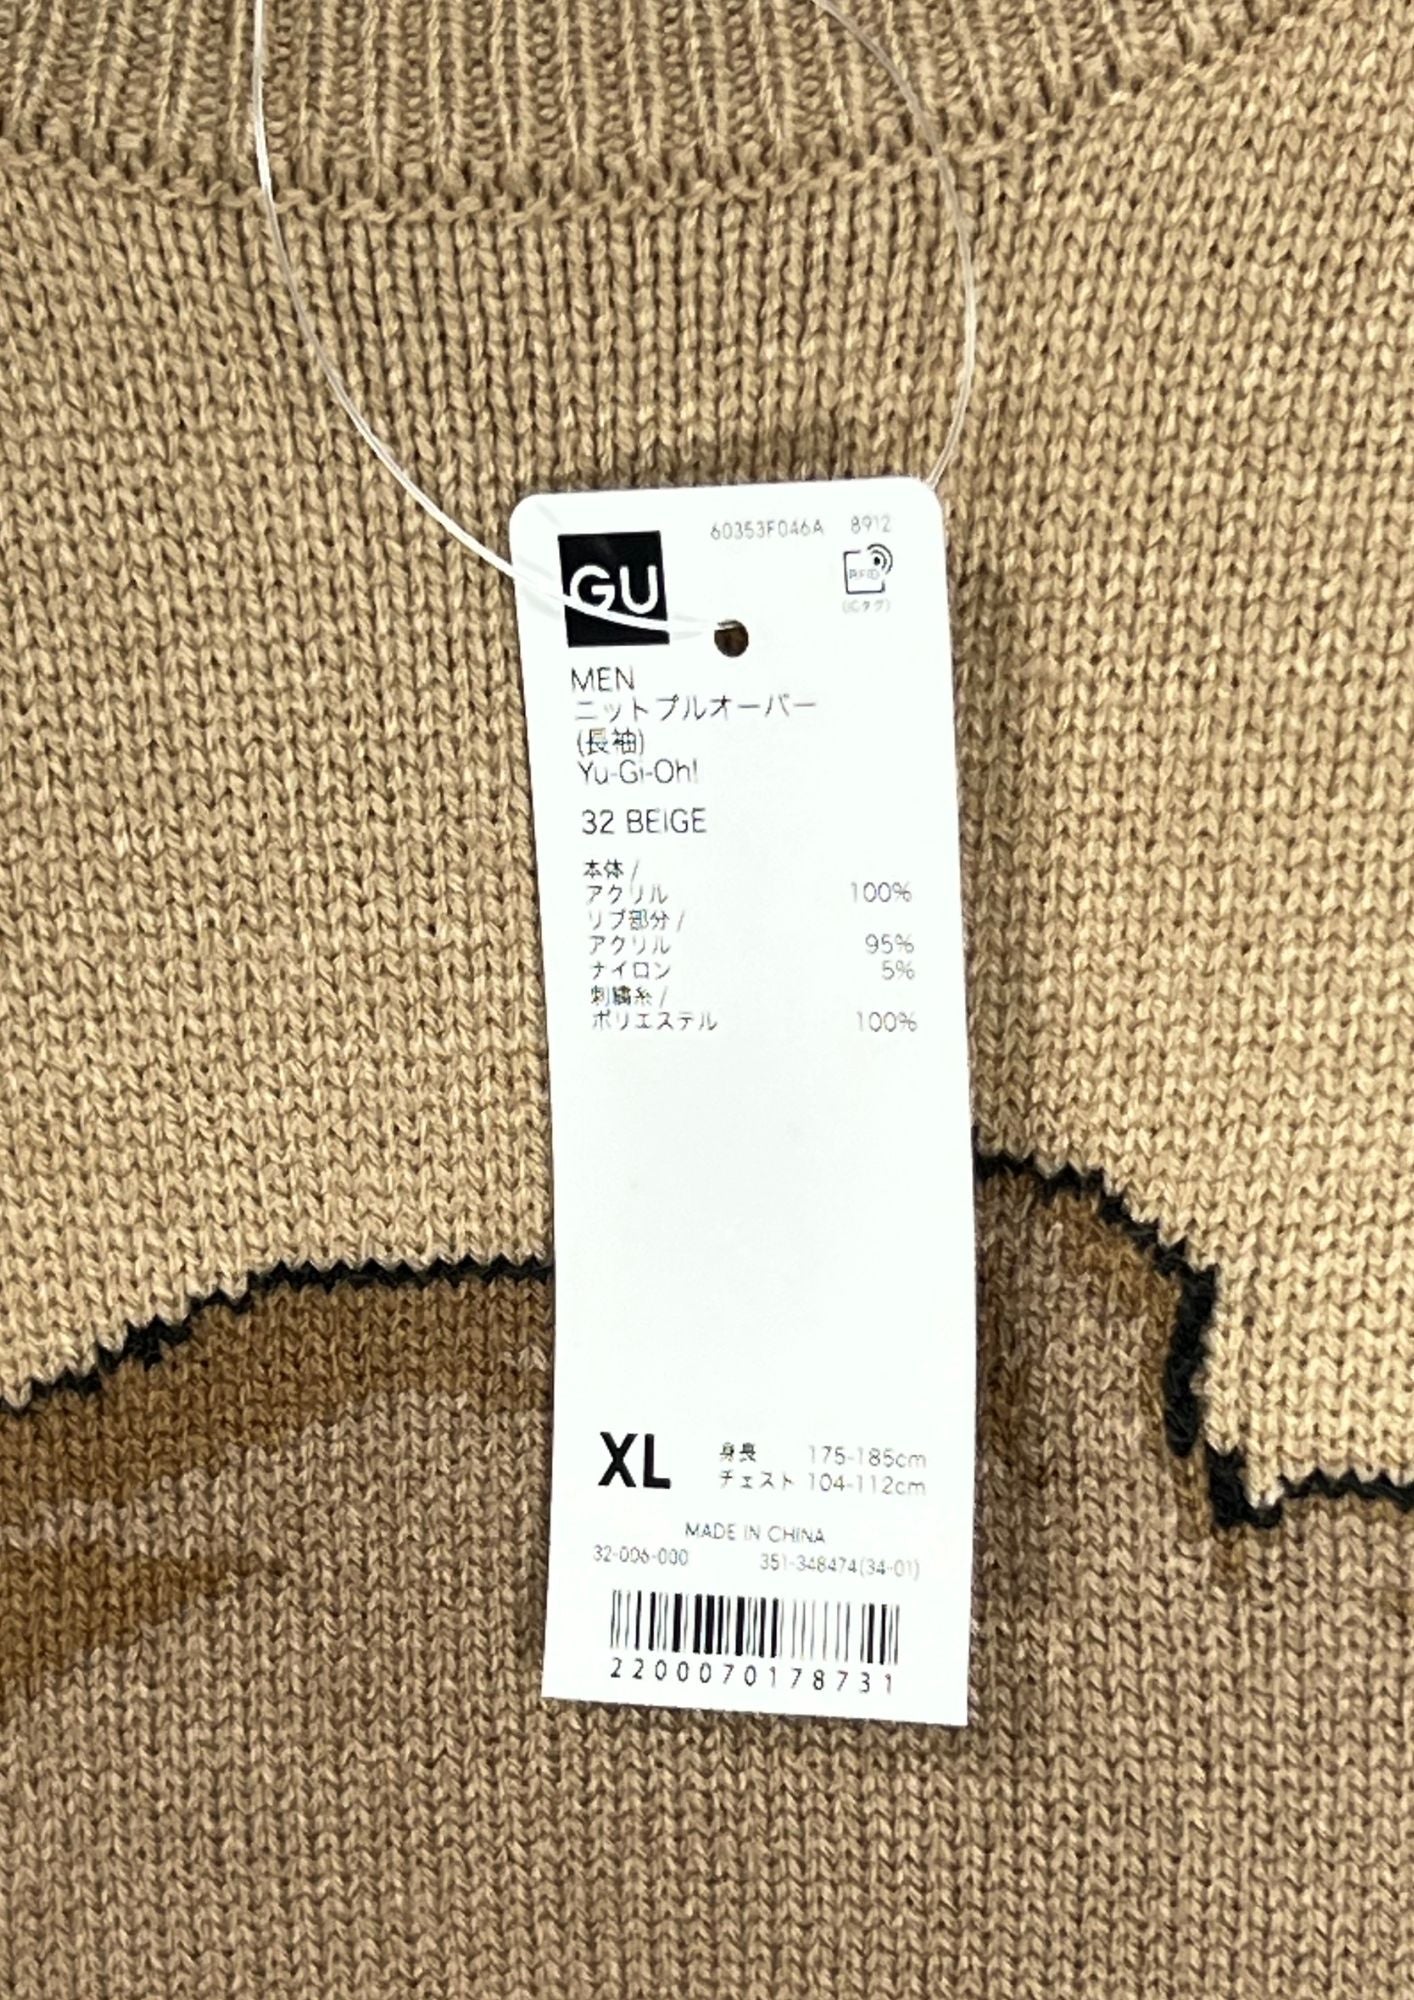 60353F046A 8912
GU
RFID
(ICタグ)
MEN
ニットプルオーバー
(長袖)
Yu-Gi-Oh!
32 BEIGE
本体 /
アクリル 100%
リブ部分 /
アクリル 95%
ナイロン 5%
刺繍糸 /
ポリエステル 100%
XL 身長 175-185cm
チェスト 104-112cm
MADE IN CHINA
32-006-000 351-348474(34-01)
2200070178731